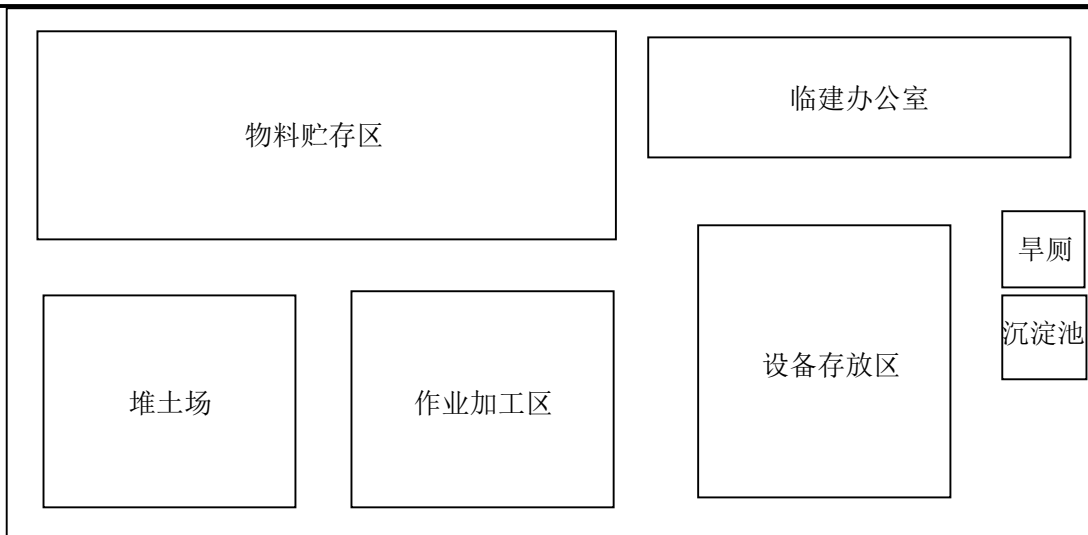 物料贮存区
临建办公室
旱厕
沉淀池
设备存放区
堆土场
作业加工区